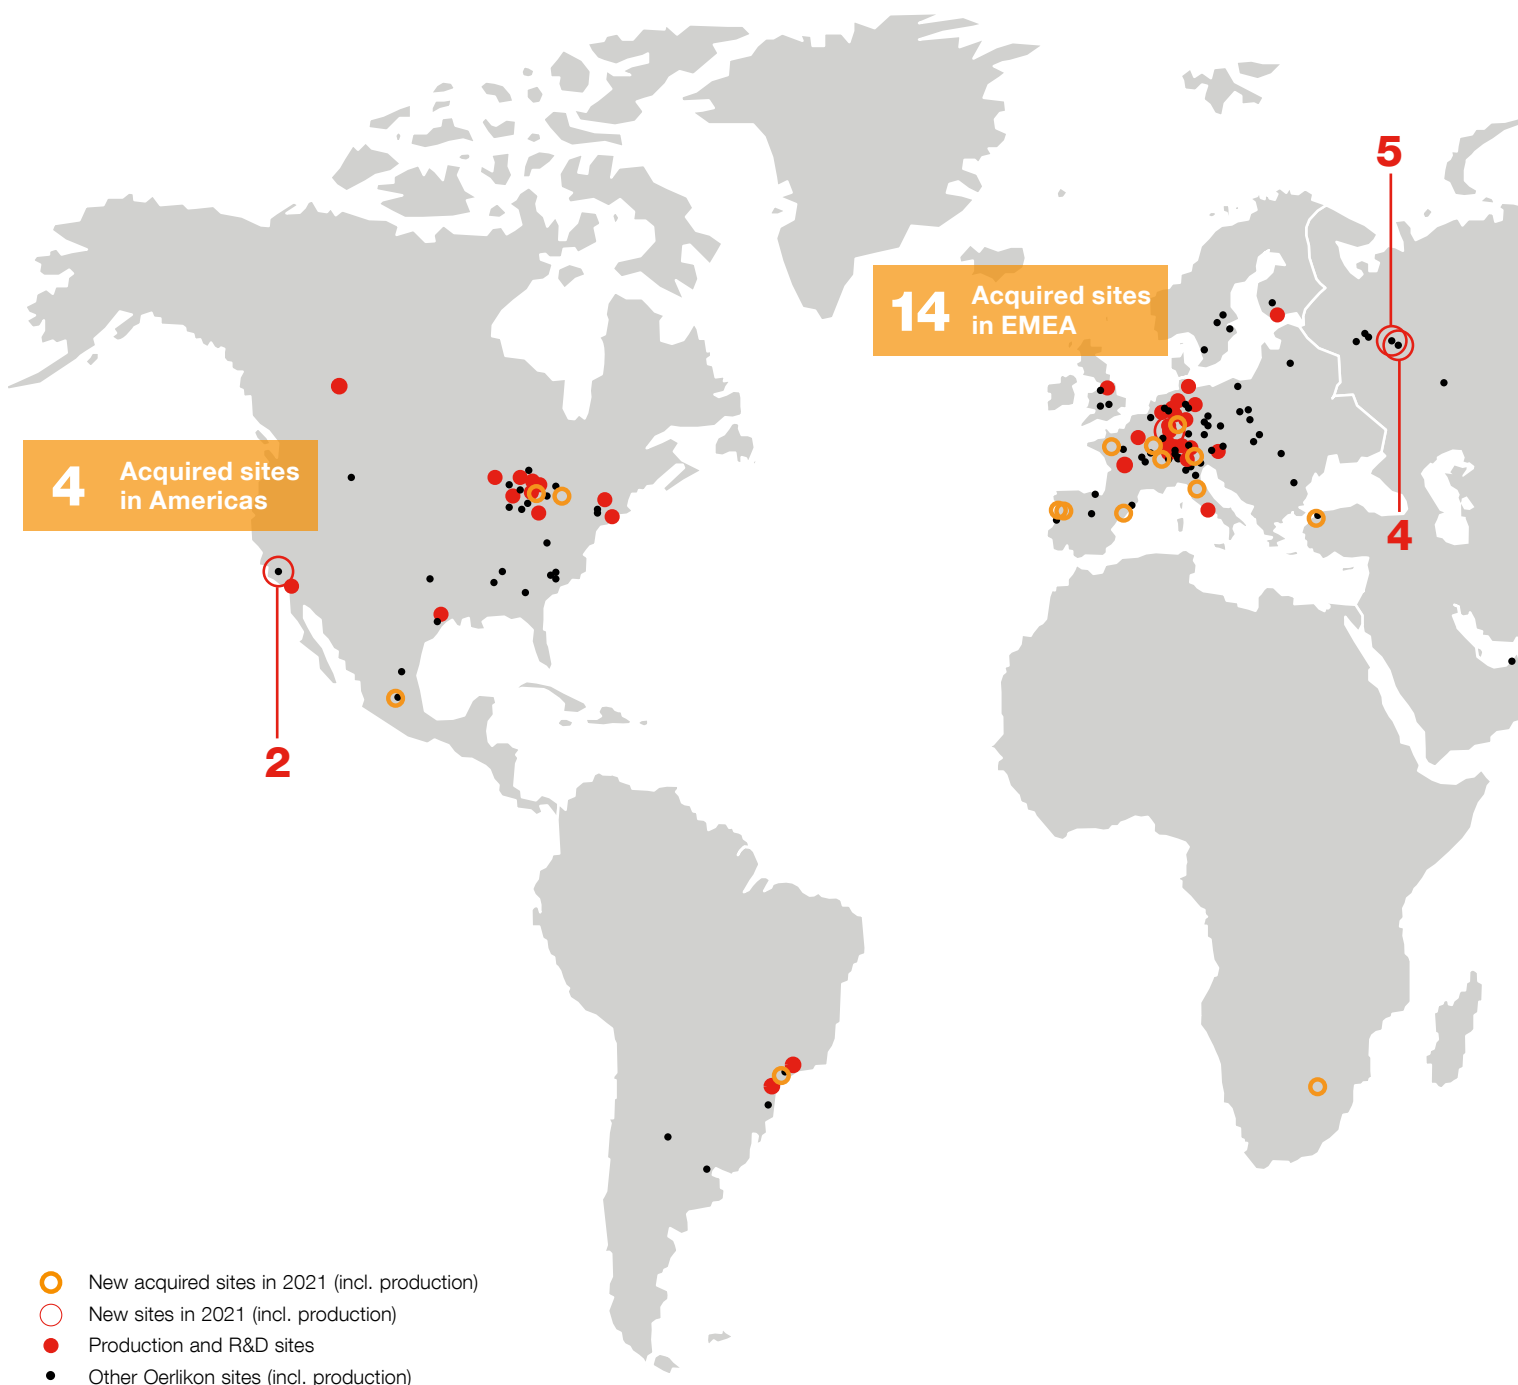 5
14
Acquired sites
in EMEA
4
Acquired sites
in Americas
4
2
New acquired sites in 2021 (incl. production)
New sites in 2021 (incl. production)
Production and R&D sites
Other Oerlikon sites (incl. production)